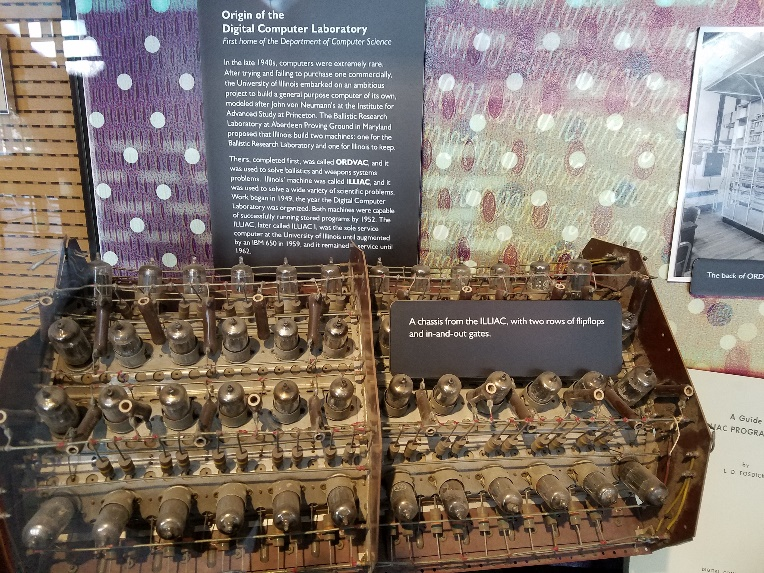 Origin of the
Digital Computer Laboratory
First home of the Department of Computer Science
In the late 1940s, computers were extremely rare.
After trying and failing to purchase one commercially,
the University of Illinois embarked on an ambitious
project to build a general purpose computer of its own,
modeled after John von Neumann's at the Institute for
Advanced Study at Princeton. The Ballistic Research
Laboratory at Aberdeen Proving Ground in Maryland
proposed that Illinois build two machines: one for the
Ballistic Research Laboratory and one for Illinois to keep.
Theirs, completed first, was called ORDVAC, and it
was used to solve ballistics and weapons systems
problems. Illinois' machine was called ILLIAC, and it
was used to solve a wide variety of scientific problems.
Work began in 1949, the year the Digital Computer
Laboratory was organized. Both machines were capable
of successfully running stored programs by 1952. The
ILLIAC, later called ILLIAC I, was the sole service
computer at the University of Illinois until augmented
by an IBM 650 in 1959, and it remained in service until
1962.
The back of ORD
A chassis from the ILLIAC, with two rows of flipflops
and in-and-out gates.
A Guide
IAC PROGRA
by
L. D. FOSDICK